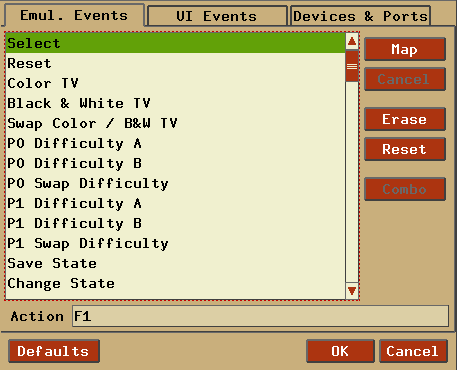 Emul. Events UI Events Devices & Ports
Select
Reset
Color TV
Black & White TV
Swap Color / B&W TV
P0 Difficulty A
P0 Difficulty B
P0 Swap Difficulty
P1 Difficulty A
P1 Difficulty B
P1 Swap Difficulty
Save State
Change State
Map
Cancel
Erase
Reset
Combo
Action F1
Defaults OK Cancel